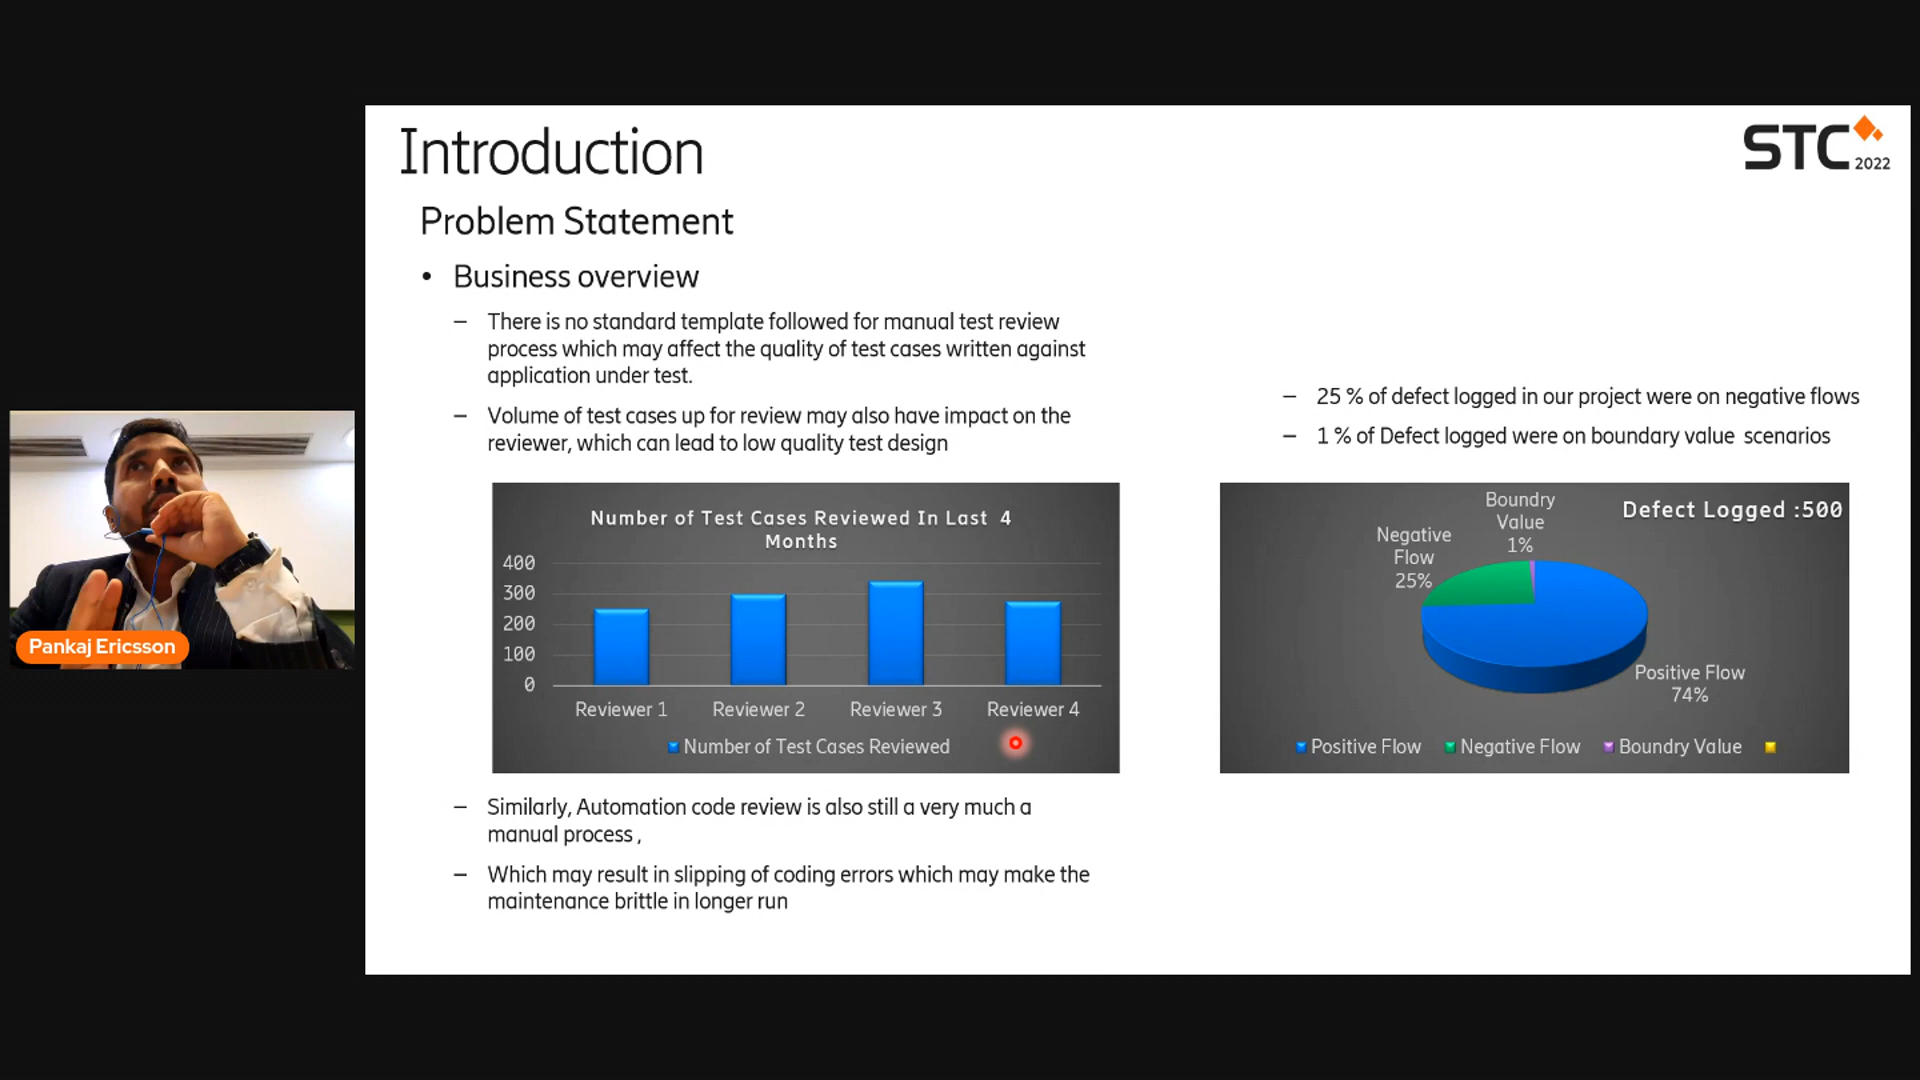 Introduction
STC 2022
Problem Statement
• Business overview
– There is no standard template followed for manual test review
process which may affect the quality of test cases written against
application under test.
– Volume of test cases up for review may also have impact on the
reviewer, which can lead to low quality test design
Number of Test Cases Reviewed In Last 4
Months
400
300
200
100
0
Reviewer 1 Reviewer 2 Reviewer 3 Reviewer 4
Number of Test Cases Reviewed
– Similarly, Automation code review is also still a very much a
manual process ,
– Which may result in slipping of coding errors which may make the
maintenance brittle in longer run
– 25 % of defect logged in our project were on negative flows
– 1 % of Defect logged were on boundary value scenarios
Defect Logged :500
Boundry
Value
1%
Negative
Flow
25%
Positive Flow
74%
Positive Flow Negative Flow Boundry Value
Pankaj Ericsson